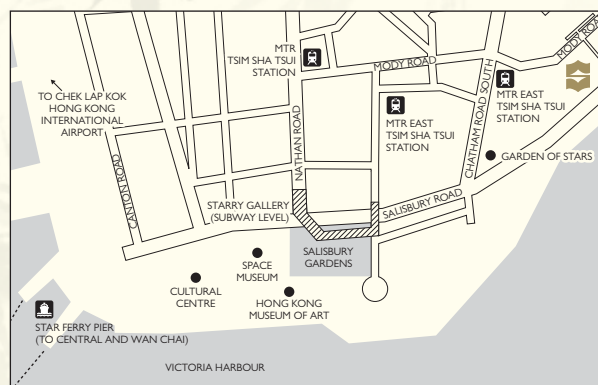 MTR
TSIM SHA TSUI
STATION
MODY ROAD
MODY ROAD
TO CHEK LAP KOK
HONG KONG
INTERNATIONAL
AIRPORT
NATHAN ROAD
MTR EAST
TSIM SHA TSUI
STATION
CHATHAM ROAD SOUTH
MTR EAST
TSIM SHA TSUI
STATION
GARDEN OF STARS
CANTON ROAD
STARRY GALLERY
(SUBWAY LEVEL)
SALISBURY ROAD
SALISBURY
GARDENS
SPACE
MUSEUM
CULTURAL
CENTRE
HONG KONG
MUSEUM OF ART
STAR FERRY PIER
(TO CENTRAL AND WAN CHAI)
VICTORIA HARBOUR